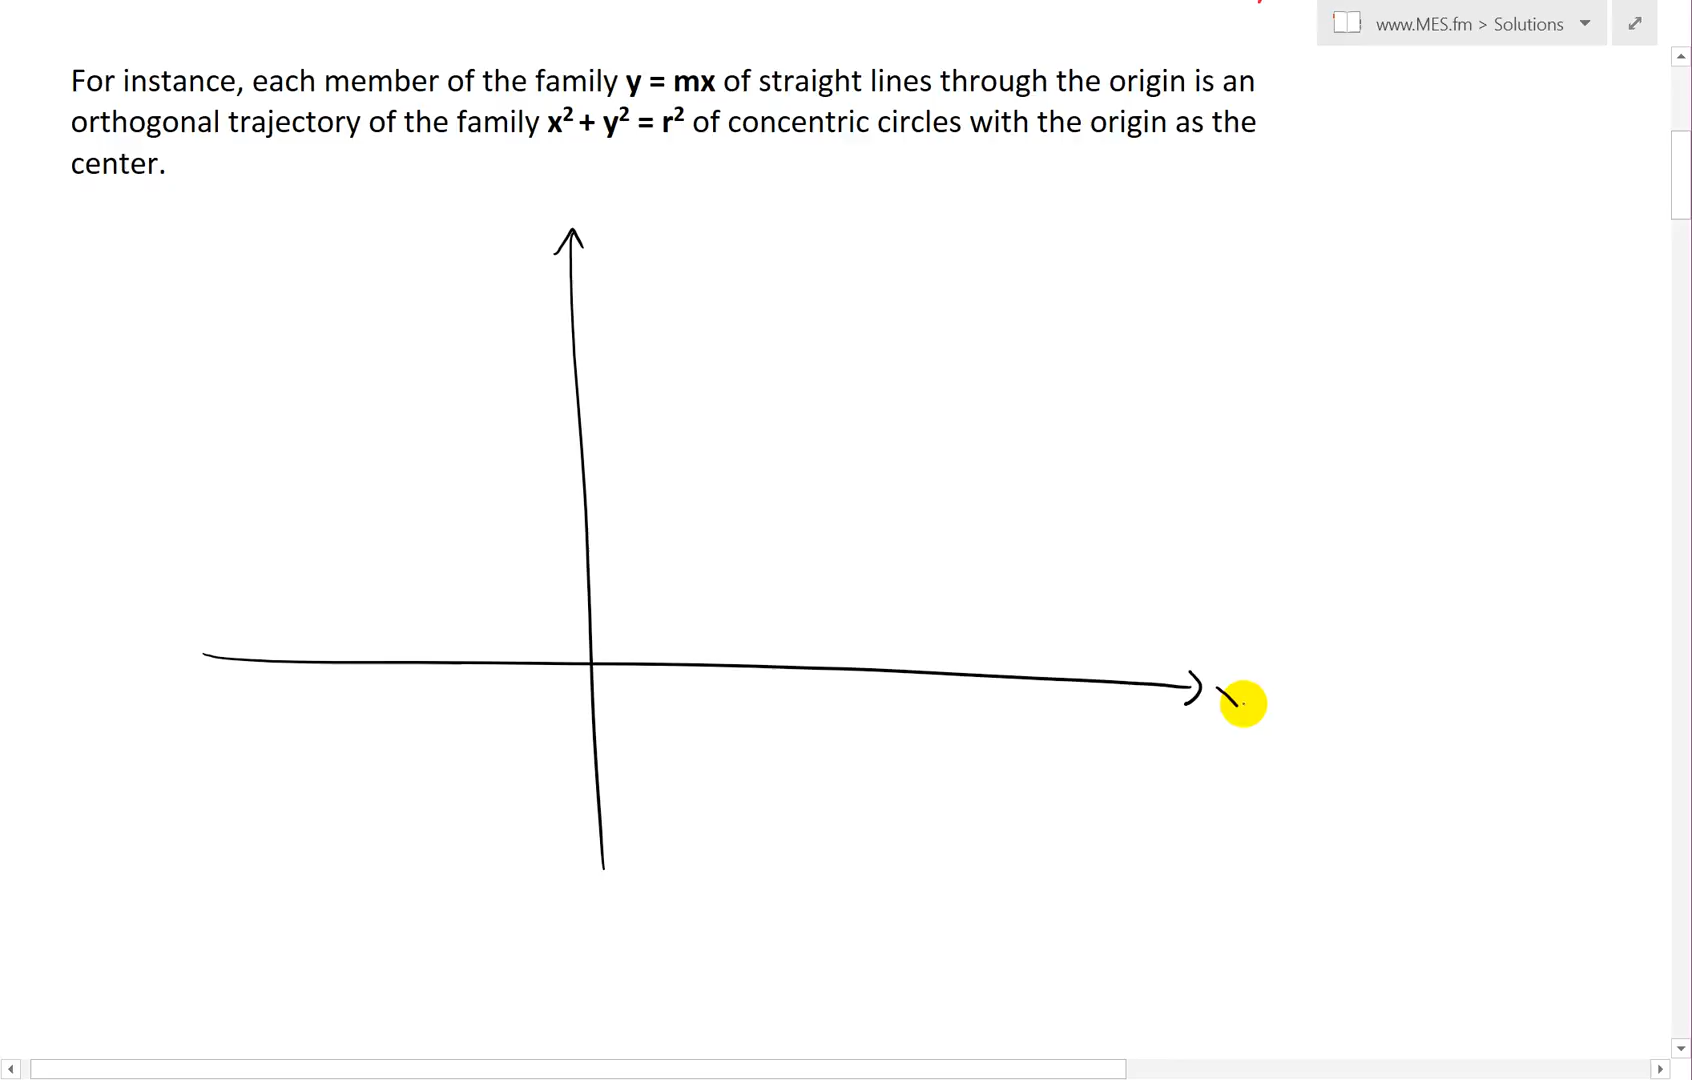 www.MES.fm > Solutions
For instance, each member of the family y = mx of straight lines through the origin is an
orthogonal trajectory of the family x² + y² = r² of concentric circles with the origin as the
center.